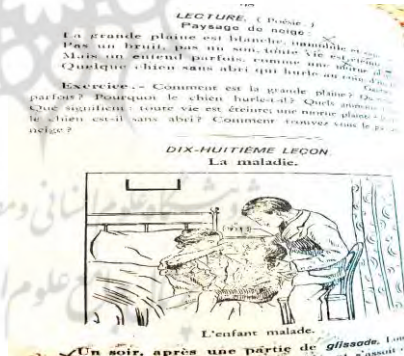 LECTURE. (Poésie.)
Paysage de neige.
La grande plaine est blanche, immobile et
Pas un bruit, pas un son, toute vie est
Mais on entend parfois, comme une morne
Quelque chien sans abri qui hurle au coin
Exercice. — Comment est la grande plaine?
parfois? Pourquoi le chien hurle-t-il? Quels
Que signifient: toute vie est éteinte, une morne plainte
le chien est-il sans abri? Comment trouvez-vous le
neige?
DIX-HUITIÈME LEÇON.
La maladie.
L'enfant malade.
Un soir, après une partie de glissade,